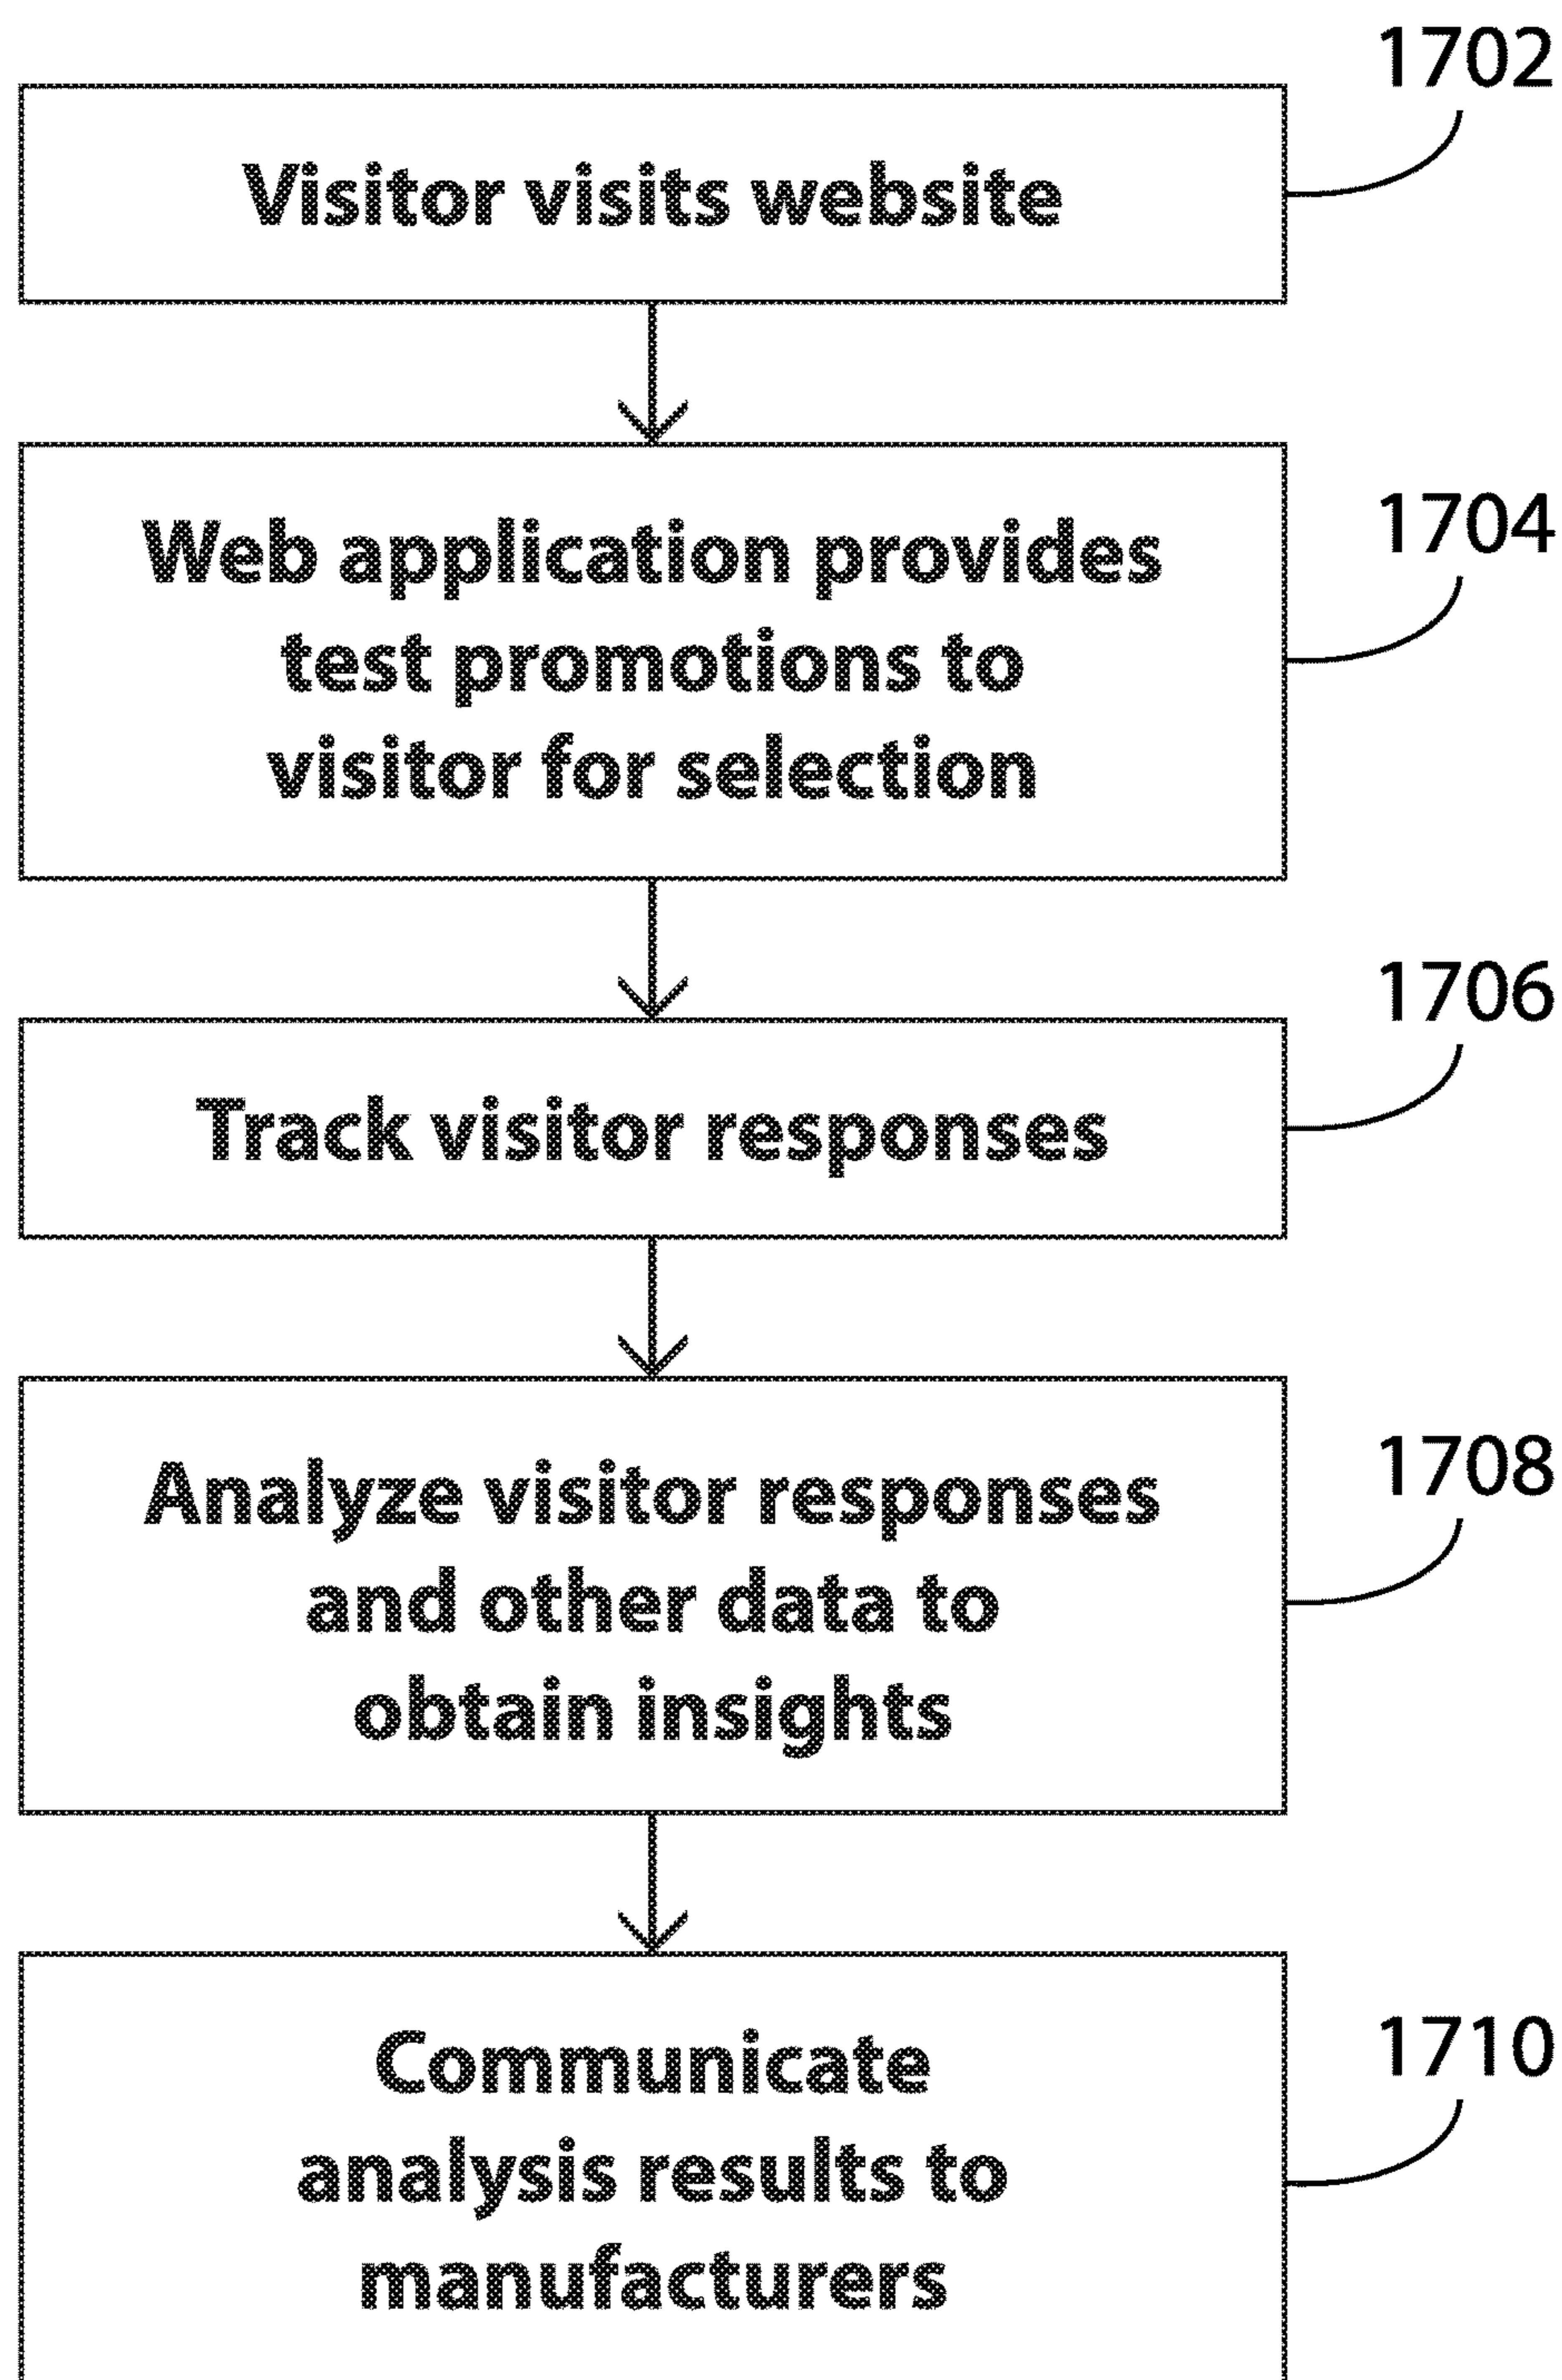 1702
Visitor visits website
1704
Web application provides
test promotions to
visitor for selection
1706
Track visitor responses
1708
Analyze visitor responses
and other data to
obtain insights
1710
Communicate
analysis results to
manufacturers